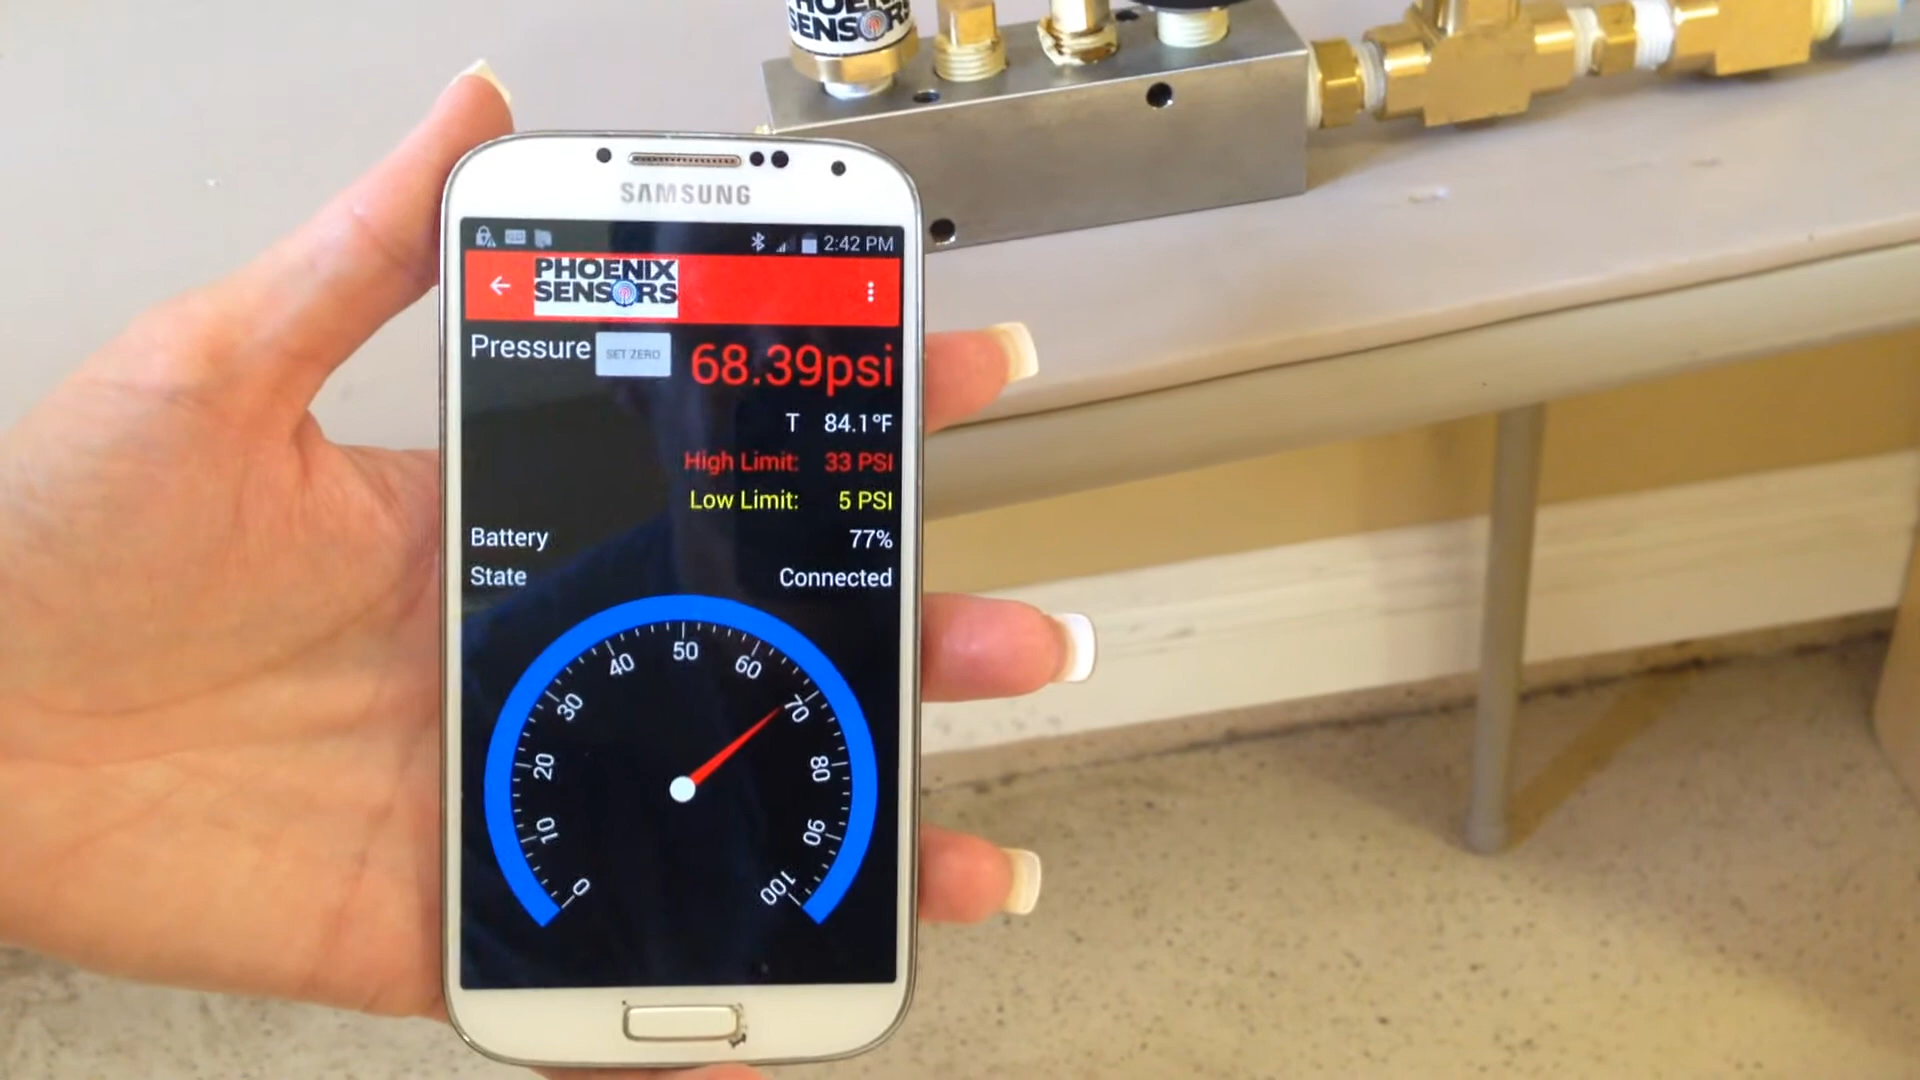 PHOENIX
SENSORS
SAMSUNG
2:42 PM
PHOENIX
SENSORS
Pressure SET ZERO 68.39psi
T 84.1°F
High Limit: 33 PSI
Low Limit: 5 PSI
Battery 77%
State Connected
0 10 20 30 40 50 60 70 80 90 100